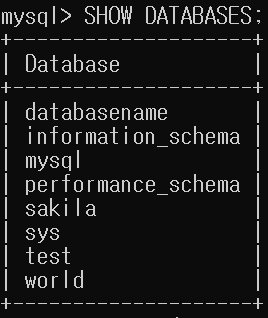 mysql> SHOW DATABASES;
+--------------------+
| Database           |
+--------------------+
| databasename       |
| information_schema |
| mysql              |
| performance_schema |
| sakila             |
| sys                |
| test               |
| world              |
+--------------------+